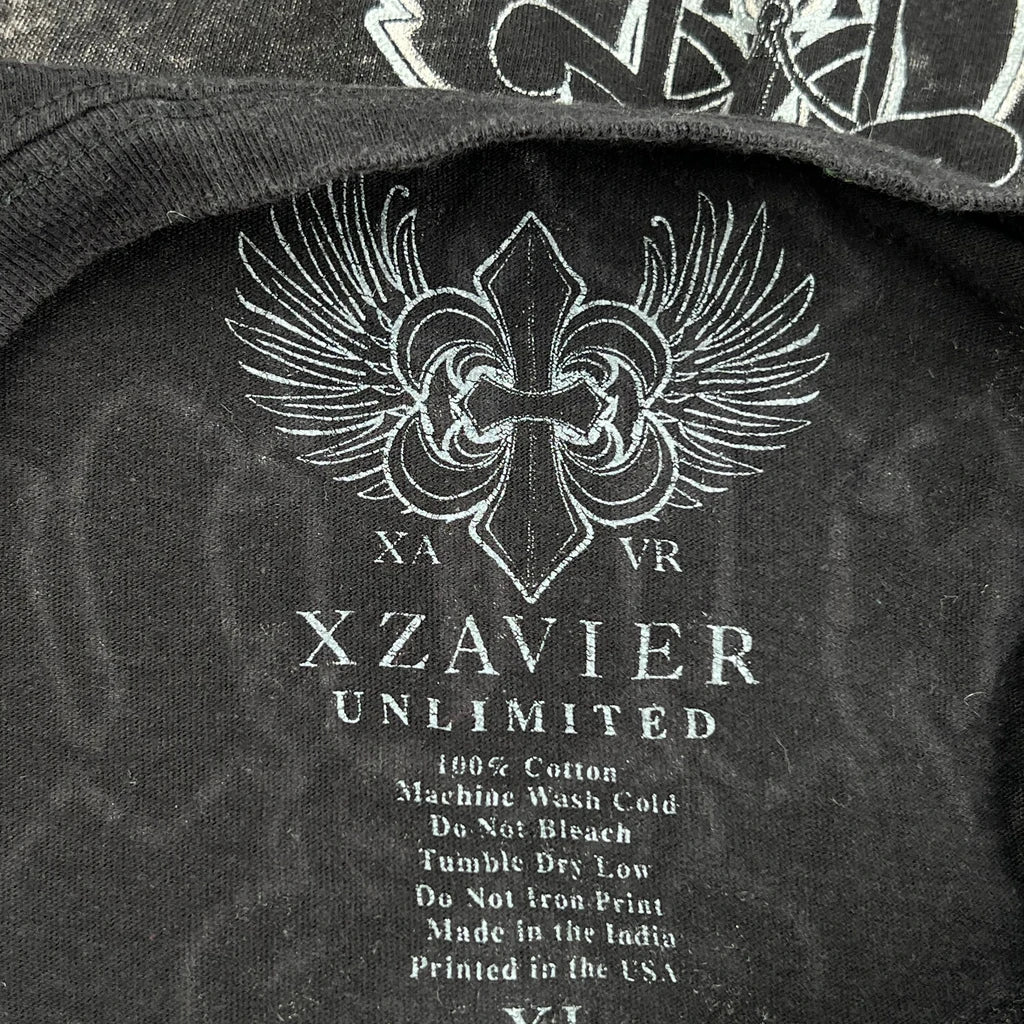 XA VR
XZAVIER
UNLIMITED
100% Cotton
Machine Wash Cold
Do Not Bleach
Tumble Dry Low
Do Not Iron Print
Made in the India
Printed in the USA
XL